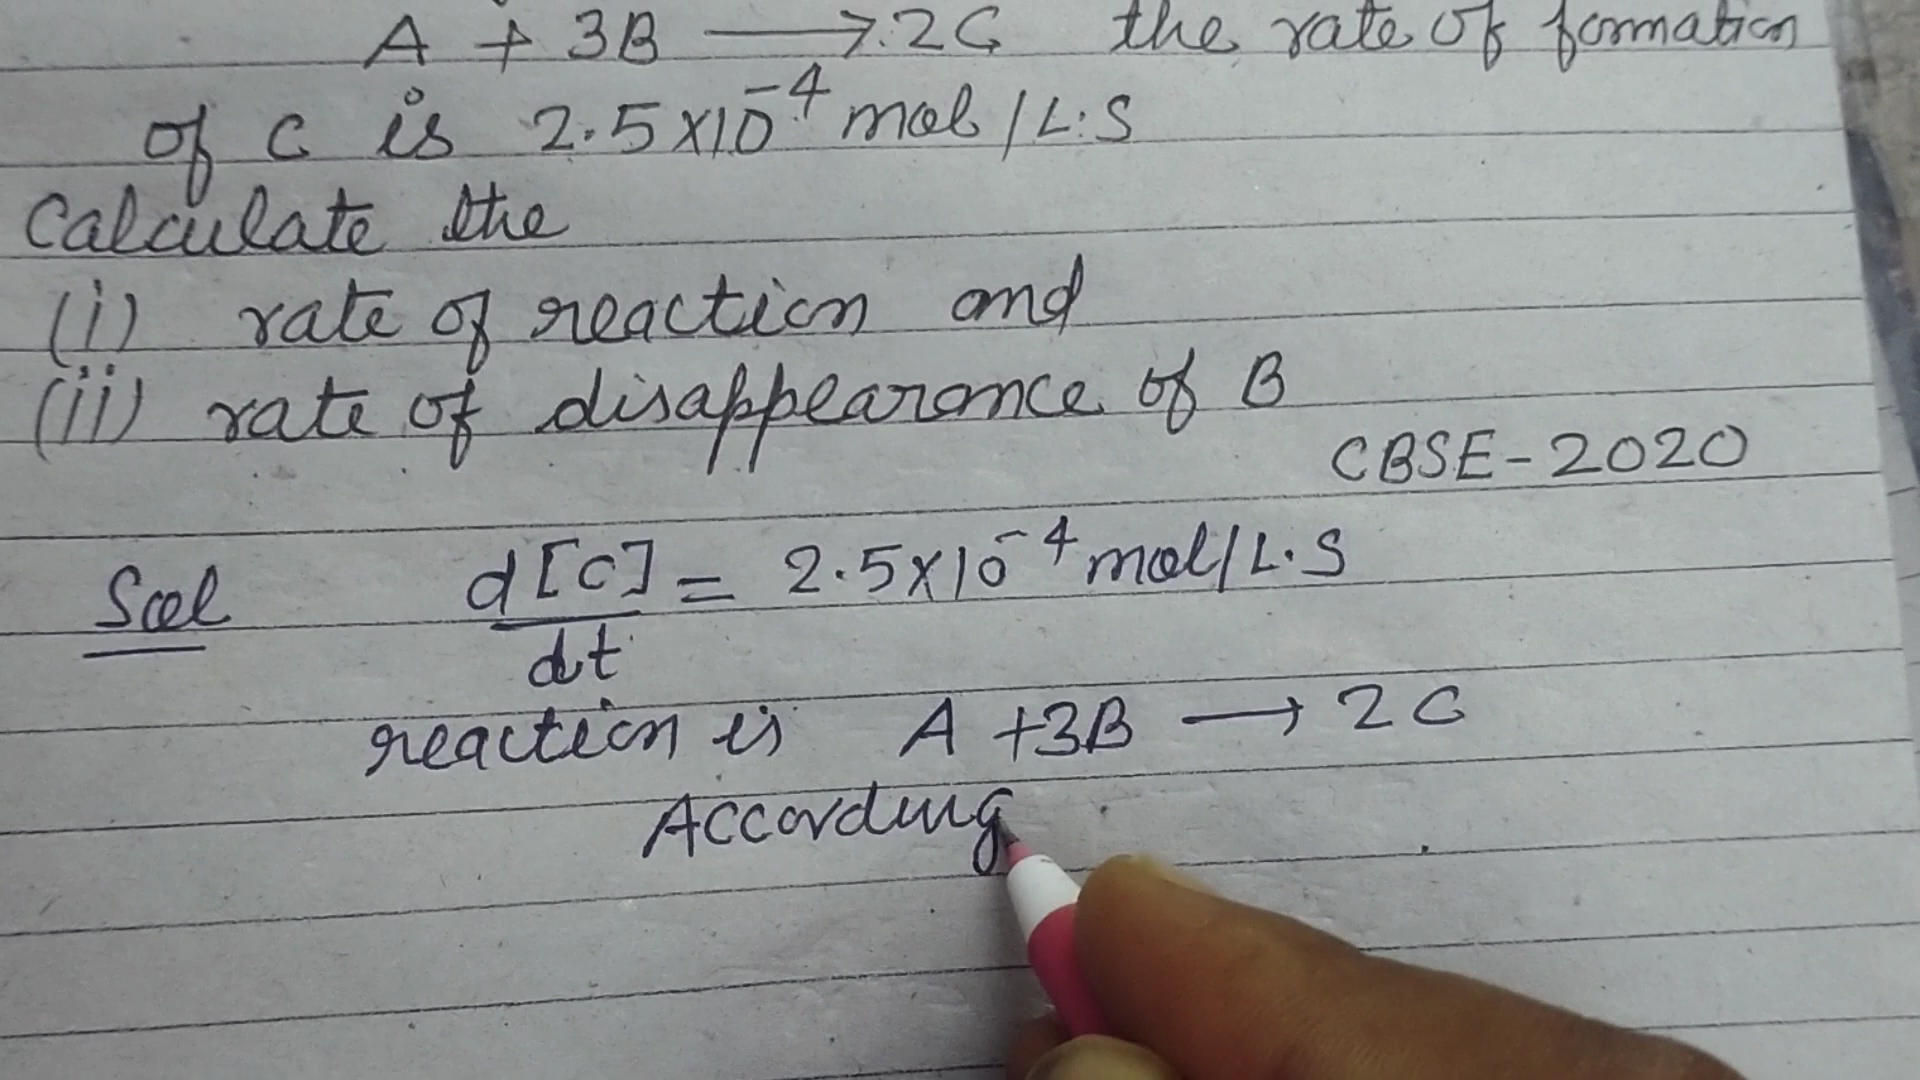 A + 3B → 2C the rate of formation
of C is 2.5×10⁻⁴ mol/L.S
Calculate the
(i) rate of reaction and
(ii) rate of disappearance of B
CBSE-2020
Sol d[C]/dt = 2.5×10⁻⁴ mol/L.S
reaction is A +3B → 2C
According